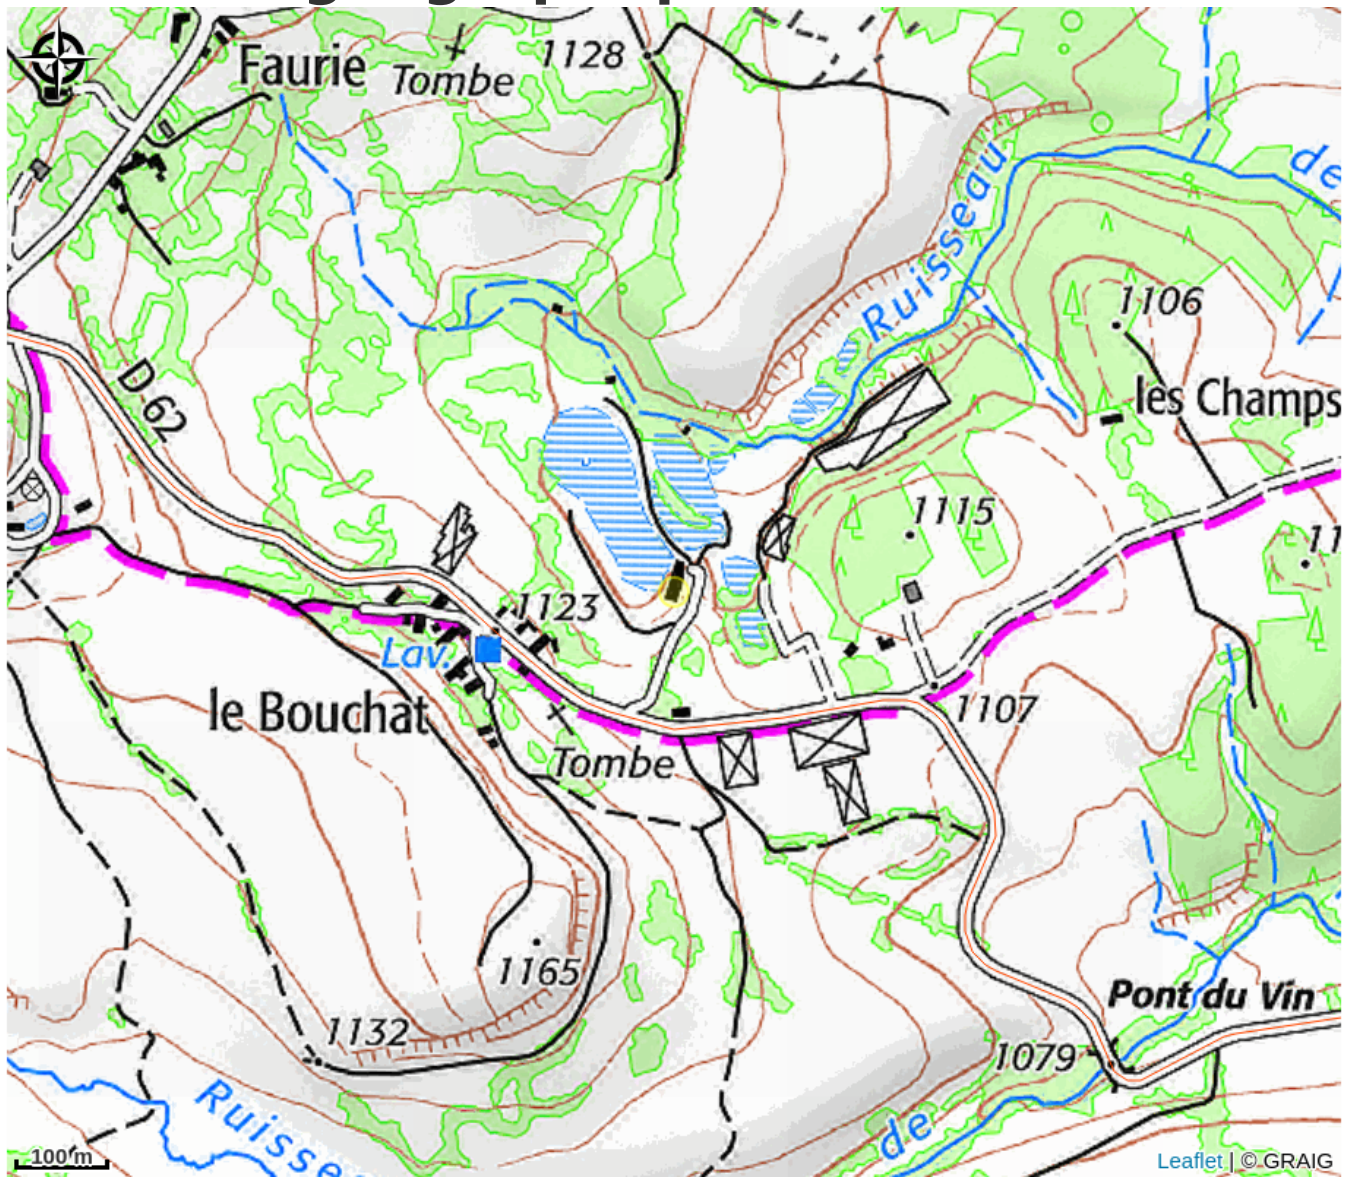 Faurie
Tombe
1128
Ruisseau
de
1106
D 62
les Champs
1115
11
1123
Lav.
le Bouchat
1107
Tombe
1165
Pont du Vin
1132
1079
Ruisse
de
100 m
Leaflet | © GRAIG